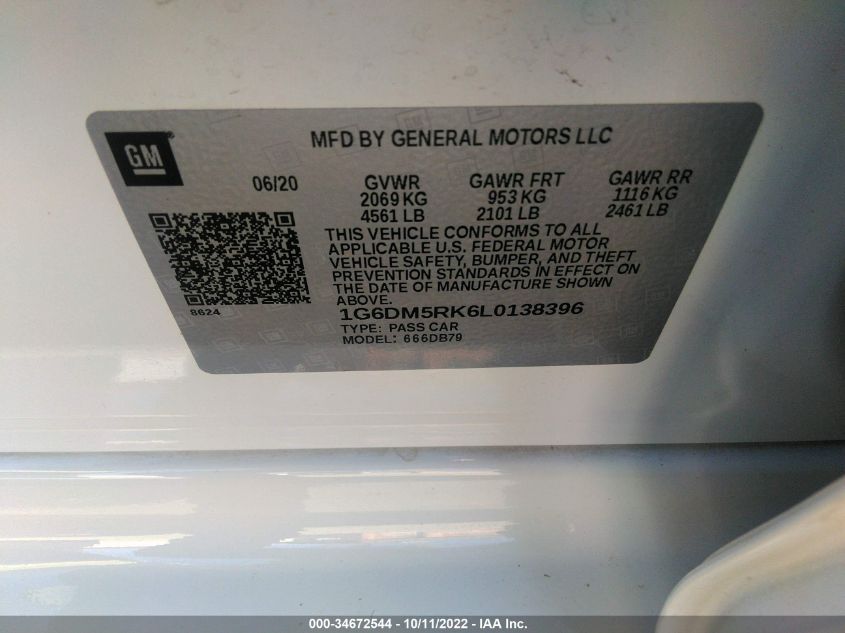 GM
MFD BY GENERAL MOTORS LLC
06/20 GVWR GAWR FRT GAWR RR
2069 KG 953 KG 1116 KG
4561 LB 2101 LB 2461 LB
THIS VEHICLE CONFORMS TO ALL
APPLICABLE U.S. FEDERAL MOTOR
VEHICLE SAFETY, BUMPER, AND THEFT
PREVENTION STANDARDS IN EFFECT ON
THE DATE OF MANUFACTURE SHOWN
ABOVE.
8624
1G6DM5RK6L0138396
TYPE: PASS CAR
MODEL: 666DB79
000-34672544 - 10/11/2022 - IAA Inc.